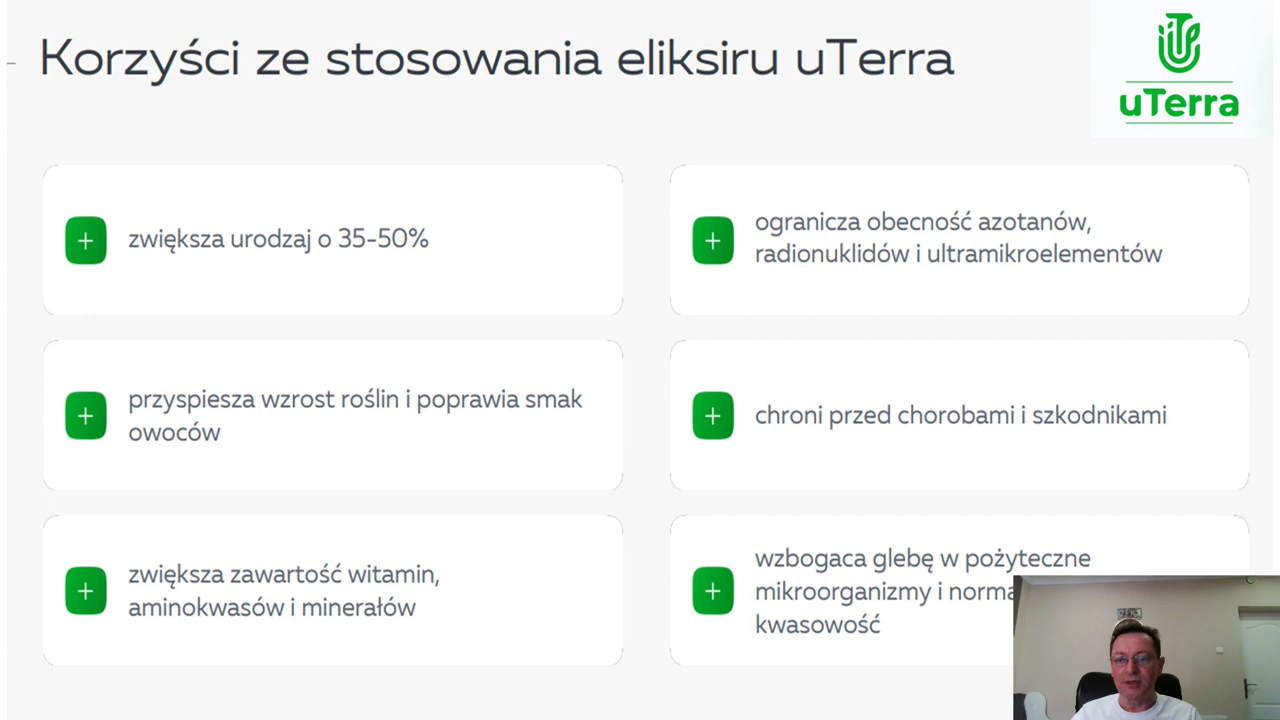 Korzyści ze stosowania eliksiru uTerra
uTerra
zwiększa urodzaj o 35-50%
ogranicza obecność azotanów,
radionuklidów i ultramikroelementów
przyspiesza wzrost roślin i poprawia smak
owoców
chroni przed chorobami i szkodnikami
zwiększa zawartość witamin,
aminokwasów i minerałów
wzbogaca glebę w pożyteczne
mikroorganizmy i
kwasowość